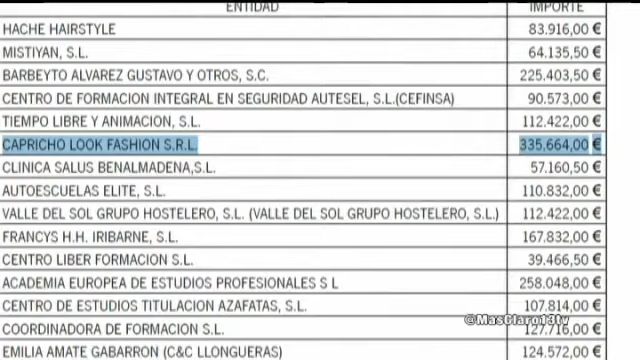 ENTIDAD IMPORTE
HACHE HAIRSTYLE 83.916,00 €
MISTIYAN, S.L. 64.135,50 €
BARBEYTO ALVAREZ GUSTAVO Y OTROS, S.C. 225.403,50 €
CENTRO DE FORMACION INTEGRAL EN SEGURIDAD AUTESEL, S.L.(CEFINSA) 90.573,00 €
TIEMPO LIBRE Y ANIMACION, S.L. 112.422,00 €
CAPRICHO LOOK FASHION S.R.L. 335.664,00 €
CLINICA SALUS BENALMADENA,S.L. 57.160,50 €
AUTOESCUELAS ELITE, S.L. 110.832,00 €
VALLE DEL SOL GRUPO HOSTELERO, S.L. (VALLE DEL SOL GRUPO HOSTELERO, S.L.) 112.422,00 €
FRANCYS H.H. IRIBARNE, S.L. 167.832,00 €
CENTRO LIBER FORMACION S.L. 39.466,50 €
ACADEMIA EUROPEA DE ESTUDIOS PROFESIONALES S L 258.048,00 €
CENTRO DE ESTUDIOS TITULACION AZAFATAS, S.L. 107.814,00 €
@MasClaro13tv
COORDINADORA DE FORMACION S.L. 127.716,00 €
EMILIA AMATE GABARRON (C&C LLONGUERAS) 124.572,00 €